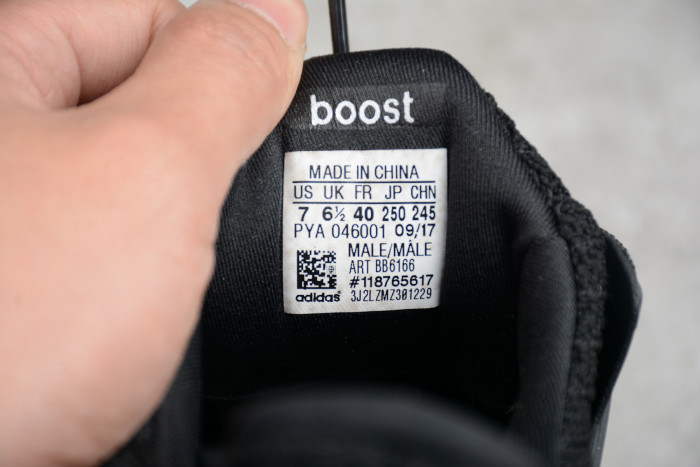 boost
MADE IN CHINA
US UK FR JP CHN
7 6½ 40 250 245
PYA 046001 09/17
MALE/MÂLE
ART BB6166
#118765617
adidas® 3J2LZMZ301229